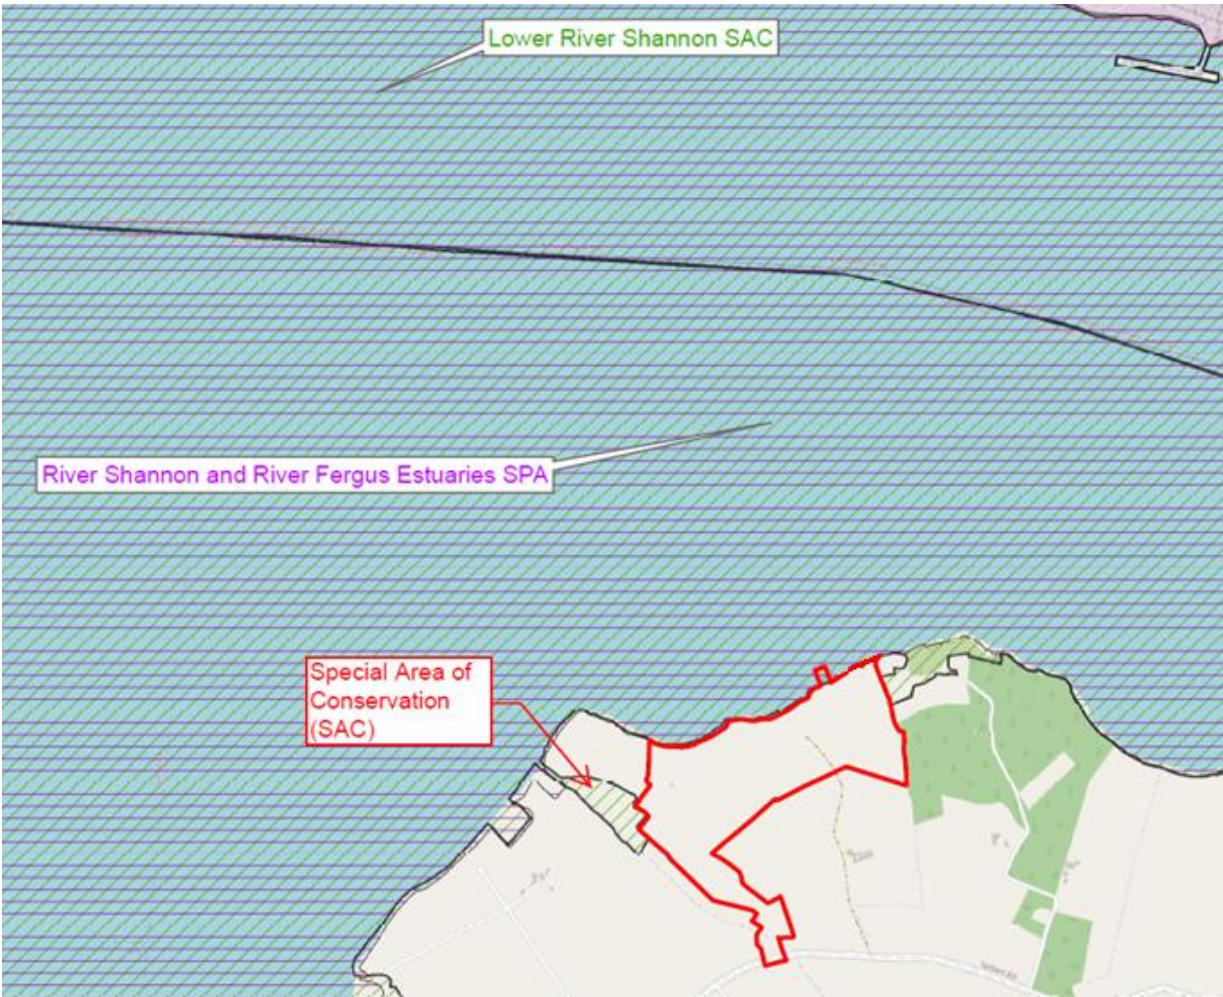 Lower River Shannon SAC
River Shannon and River Fergus Estuaries SPA
Special Area of
Conservation
(SAC)